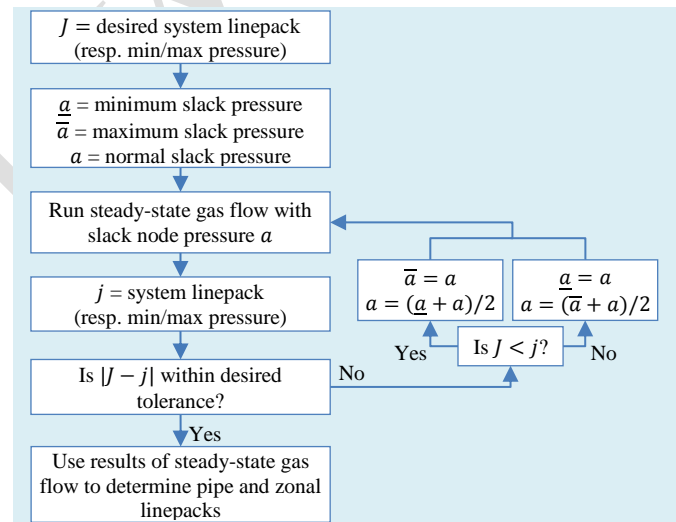 J = desired system linepack
(resp. min/max pressure)
a̲ = minimum slack pressure
a̅ = maximum slack pressure
a = normal slack pressure
Run steady-state gas flow with
slack node pressure a
j = system linepack
(resp. min/max pressure)
Is |J − j| within desired
tolerance?
No
Yes
Use results of steady-state gas
flow to determine pipe and zonal
linepacks
a̅ = a
a = (a̲ + a)/2
a̲ = a
a = (a̅ + a)/2
Yes
Is J < j?
No